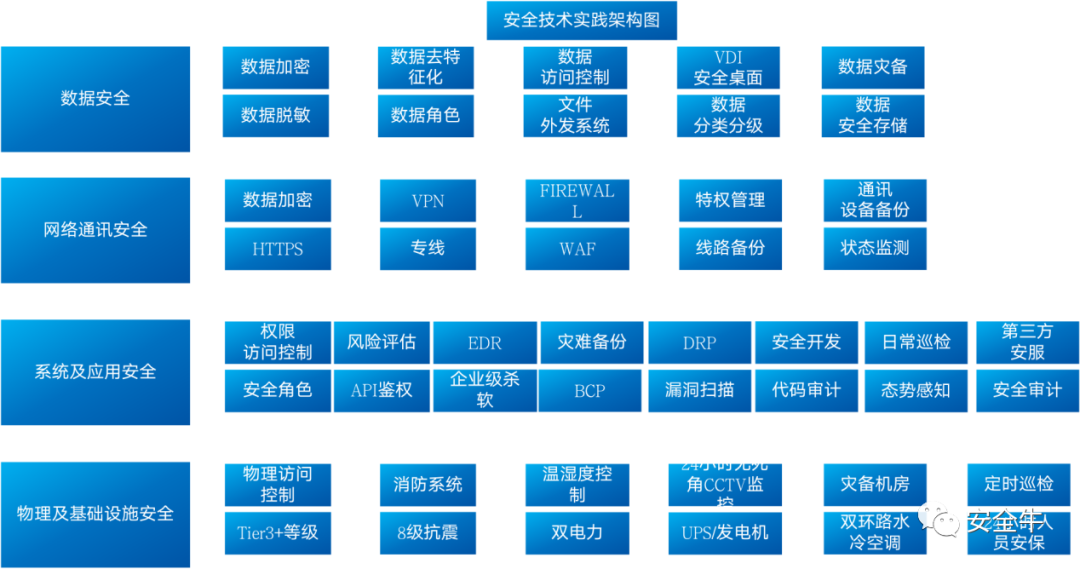 安全技术实践架构图
数据安全
数据加密
数据去特
征化
数据
访问控制
VDI
安全桌面
数据灾备
数据脱敏
数据角色
文件
外发系统
数据
分类分级
数据
安全存储
网络通讯安全
数据加密
VPN
FIREWAL
L
特权管理
通讯
设备备份
HTTPS
专线
WAF
线路备份
状态监测
系统及应用安全
权限
访问控制
风险评估
EDR
灾难备份
DRP
安全开发
日常巡检
第三方
安服
安全角色
API鉴权
企业级杀
软
BCP
漏洞扫描
代码审计
态势感知
安全审计
物理及基础设施安全
物理访问
控制
消防系统
温湿度控
制
24小时无死
角CCTV监
控
灾备机房
定时巡检
Tier3+等级
8级抗震
双电力
UPS/发电机
双环路水
冷空调
人
员安保
安全牛